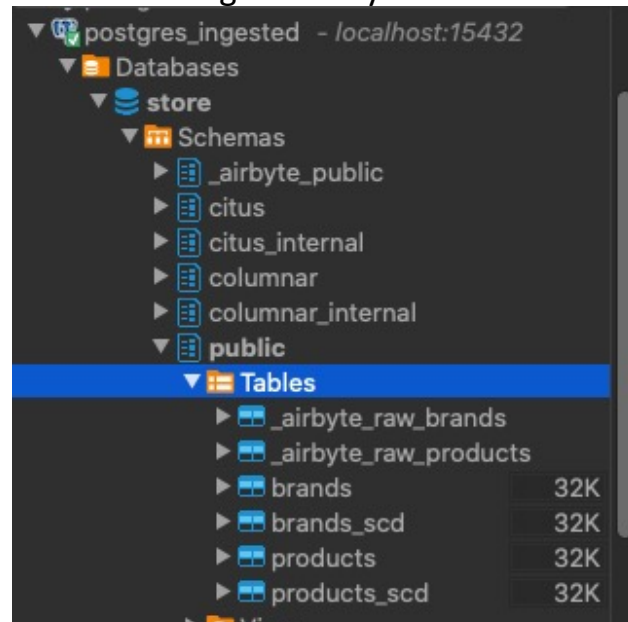 postgres_ingested - localhost:15432
Databases
store
Schemas
_airbyte_public
citus
citus_internal
columnar
columnar_internal
public
Tables
_airbyte_raw_brands
_airbyte_raw_products
brands 32K
brands_scd 32K
products 32K
products_scd 32K